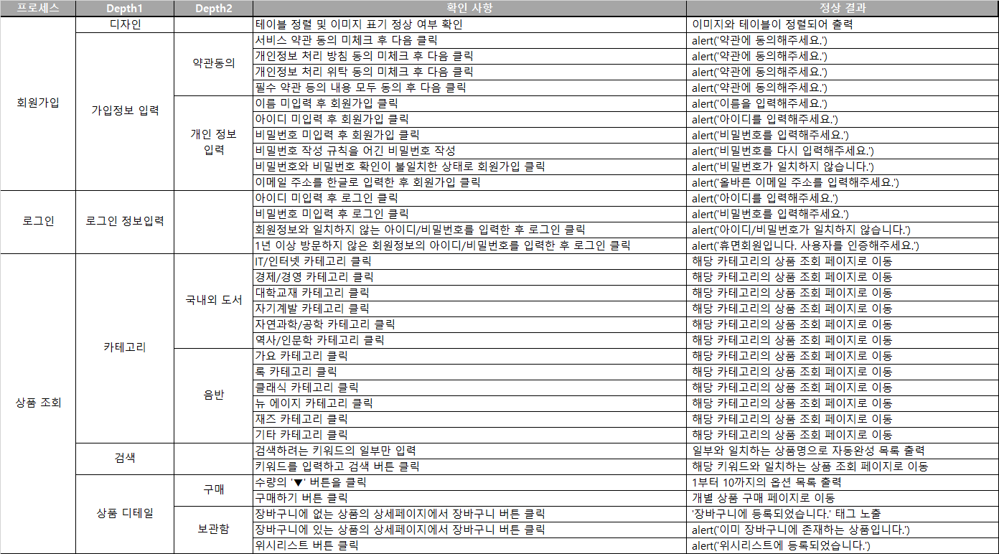 프로세스 Depth1 Depth2 확인 사항 정상 결과
디자인 테이블 정렬 및 이미지 표기 정상 여부 확인 이미지와 테이블이 정렬되어 출력
서비스 약관 동의 미체크 후 다음 클릭 alert('약관에 동의해주세요.')
개인정보 처리 방침 동의 미체크 후 다음 클릭 alert('약관에 동의해주세요.')
약관동의
개인정보 처리 위탁 동의 미체크 후 다음 클릭 alert('약관에 동의해주세요.')
필수 약관 등의 내용 모두 동의 후 다음 클릭 alert('약관에 동의해주세요.')
회원가입 가입정보 입력 이름 미입력 후 회원가입 클릭 alert('이름을 입력해주세요.')
아이디 미입력 후 회원가입 클릭 alert('아이디를 입력해주세요.')
개인 정보 비밀번호 미입력 후 회원가입 클릭 alert('비밀번호를 입력해주세요.')
입력 비밀번호 작성 규칙을 어긴 비밀번호 작성 alert('비밀번호를 다시 입력해주세요.')
비밀번호와 비밀번호 확인이 불일치한 상태로 회원가입 클릭 alert('비밀번호가 일치하지 않습니다.')
이메일 주소를 한글로 입력한 후 회원가입 클릭 alert('올바른 이메일 주소를 입력해주세요.')
아이디 미입력 후 로그인 클릭 alert('아이디를 입력해주세요.')
비밀번호 미입력 후 로그인 클릭 alert('비밀번호를 입력해주세요.')
로그인 로그인 정보입력
회원정보와 일치하지 않는 아이디/비밀번호를 입력한 후 로그인 클릭 alert('아이디/비밀번호가 일치하지 않습니다.')
1년 이상 방문하지 않은 회원정보의 아이디/비밀번호를 입력한 후 로그인 클릭 alert('휴면회원입니다. 사용자를 인증해주세요.')
IT/인터넷 카테고리 클릭 해당 카테고리의 상품 조회 페이지로 이동
경제/경영 카테고리 클릭 해당 카테고리의 상품 조회 페이지로 이동
대학교재 카테고리 클릭 해당 카테고리의 상품 조회 페이지로 이동
국내외 도서
자기계발 카테고리 클릭 해당 카테고리의 상품 조회 페이지로 이동
자연과학/공학 카테고리 클릭 해당 카테고리의 상품 조회 페이지로 이동
역사/인문학 카테고리 클릭 해당 카테고리의 상품 조회 페이지로 이동
카테고리
가요 카테고리 클릭 해당 카테고리의 상품 조회 페이지로 이동
록 카테고리 클릭 해당 카테고리의 상품 조회 페이지로 이동
클래식 카테고리 클릭 해당 카테고리의 상품 조회 페이지로 이동
음반
상품 조회 뉴 에이지 카테고리 클릭 해당 카테고리의 상품 조회 페이지로 이동
재즈 카테고리 클릭 해당 카테고리의 상품 조회 페이지로 이동
기타 카테고리 클릭 해당 카테고리의 상품 조회 페이지로 이동
검색 검색하려는 키워드의 일부만 입력 일부와 일치하는 상품명으로 자동완성 목록 출력
키워드를 입력하고 검색 버튼 클릭 해당 키워드와 일치하는 상품 조회 페이지로 이동
구매 수량의 '▼' 버튼을 클릭 1부터 10까지의 옵션 목록 출력
구매하기 버튼 클릭 개별 상품 구매 페이지로 이동
상품 디테일 장바구니에 없는 상품의 상세페이지에서 장바구니 버튼 클릭 '장바구니에 등록되었습니다.' 태그 노출
보관함 장바구니에 있는 상품의 상세페이지에서 장바구니 버튼 클릭 alert('이미 장바구니에 존재하는 상품입니다.')
위시리스트 버튼 클릭 alert('위시리스트에 등록되었습니다.')